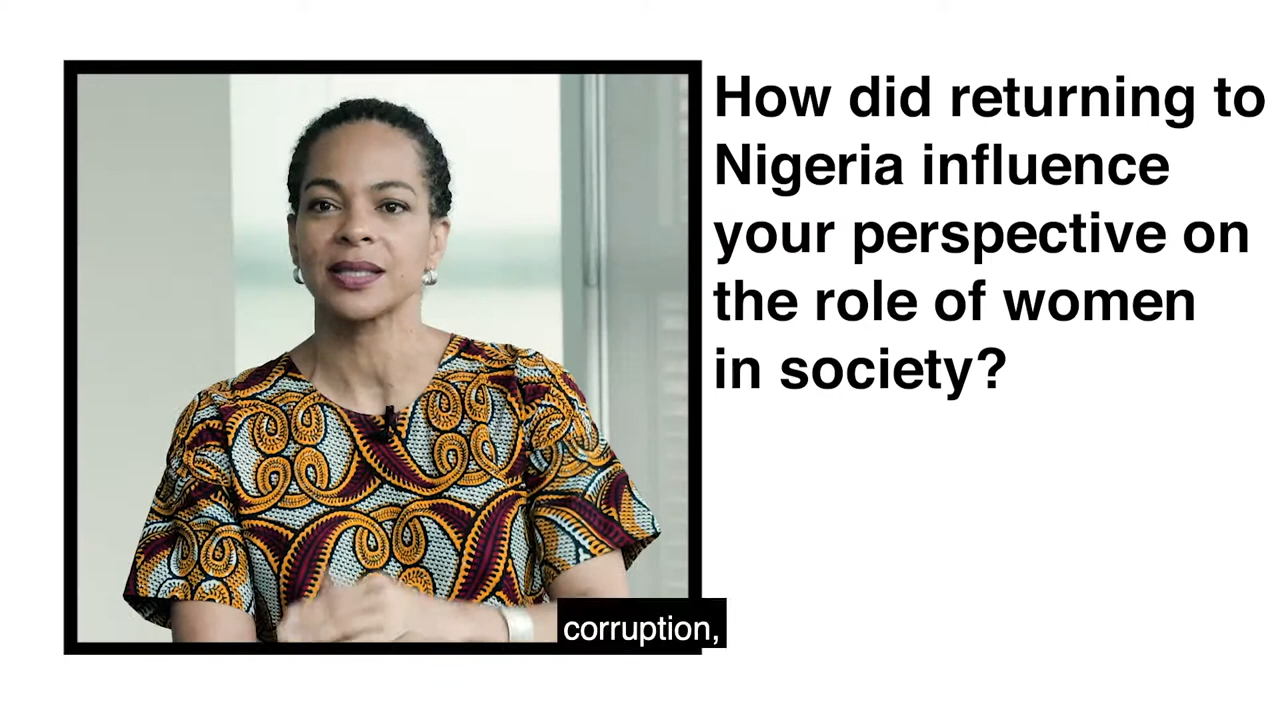 How did returning to
Nigeria influence
your perspective on
the role of women
in society?
corruption,